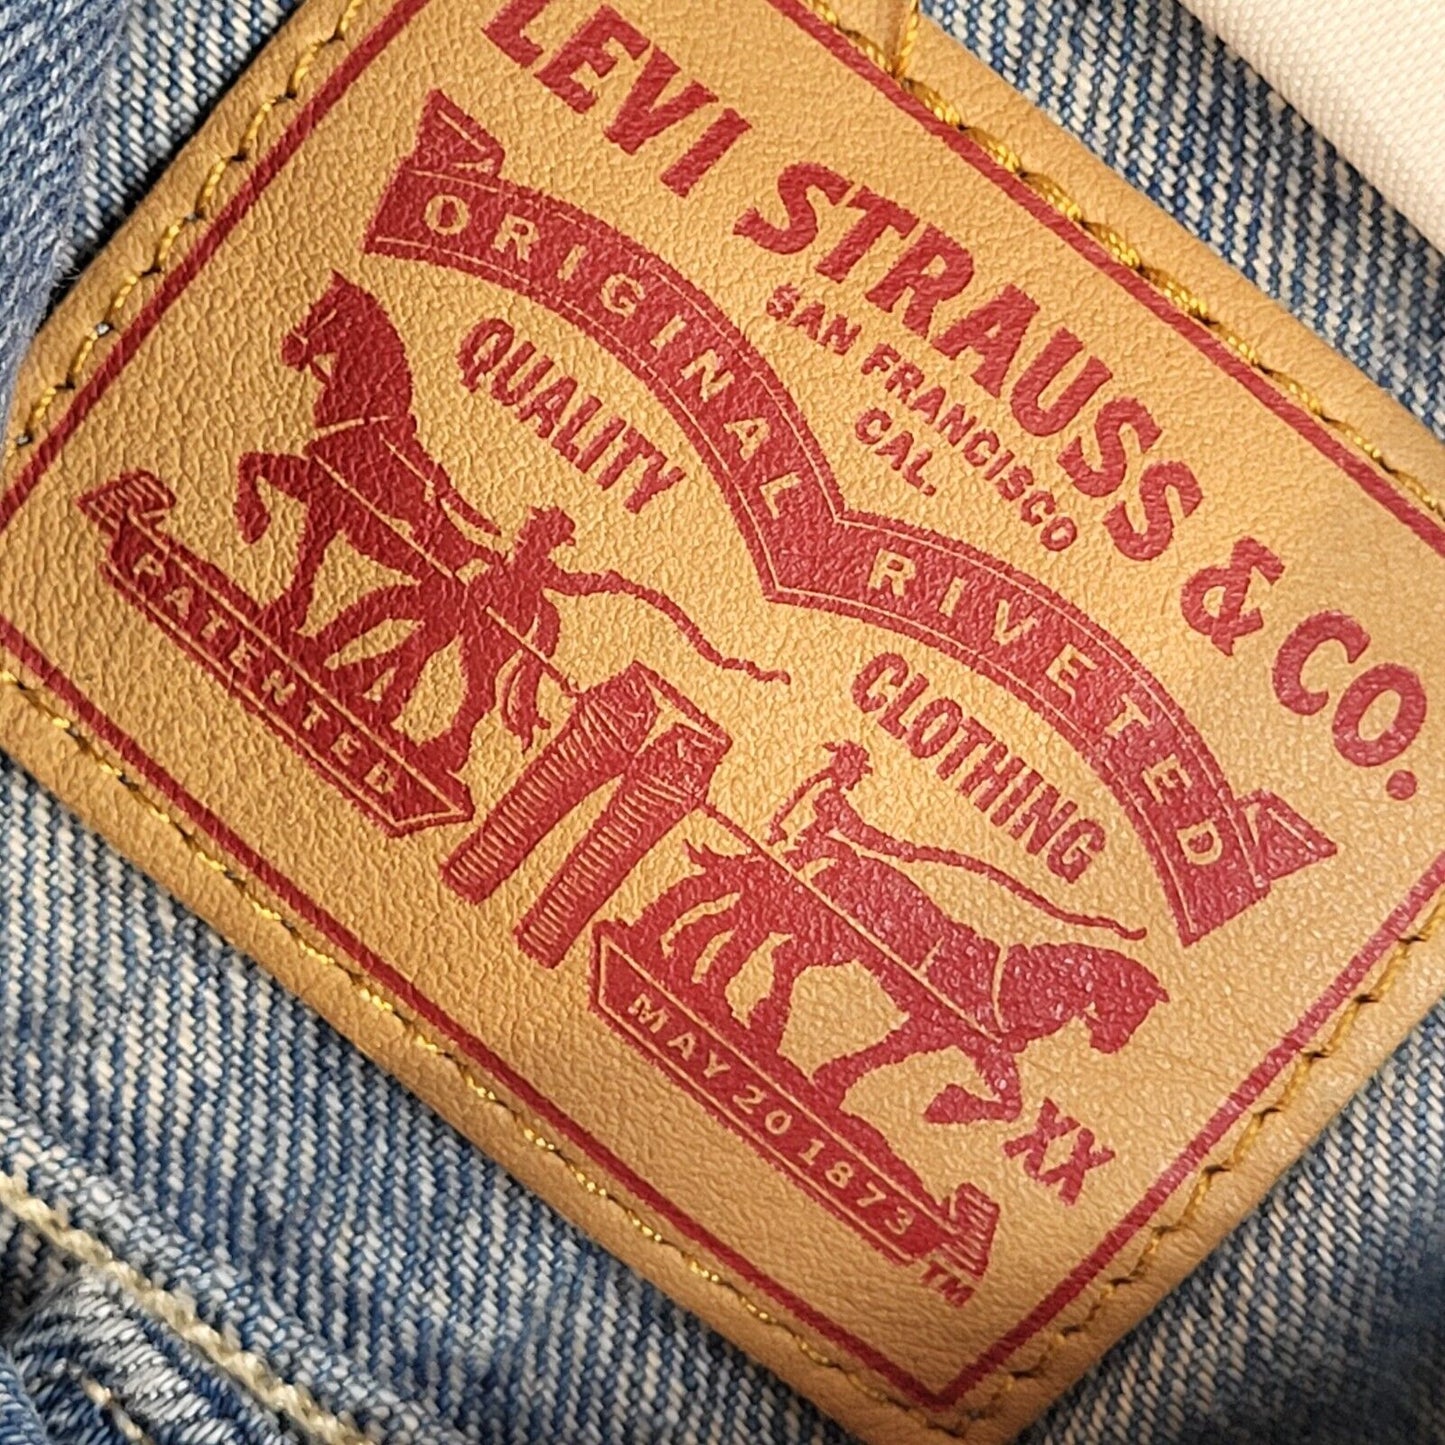 LEVI STRAUSS & CO.
SAN FRANCISCO
CAL.
ORIGINAL RIVETED
QUALITY CLOTHING
PATENTED MAY 20 1873
XX
TM